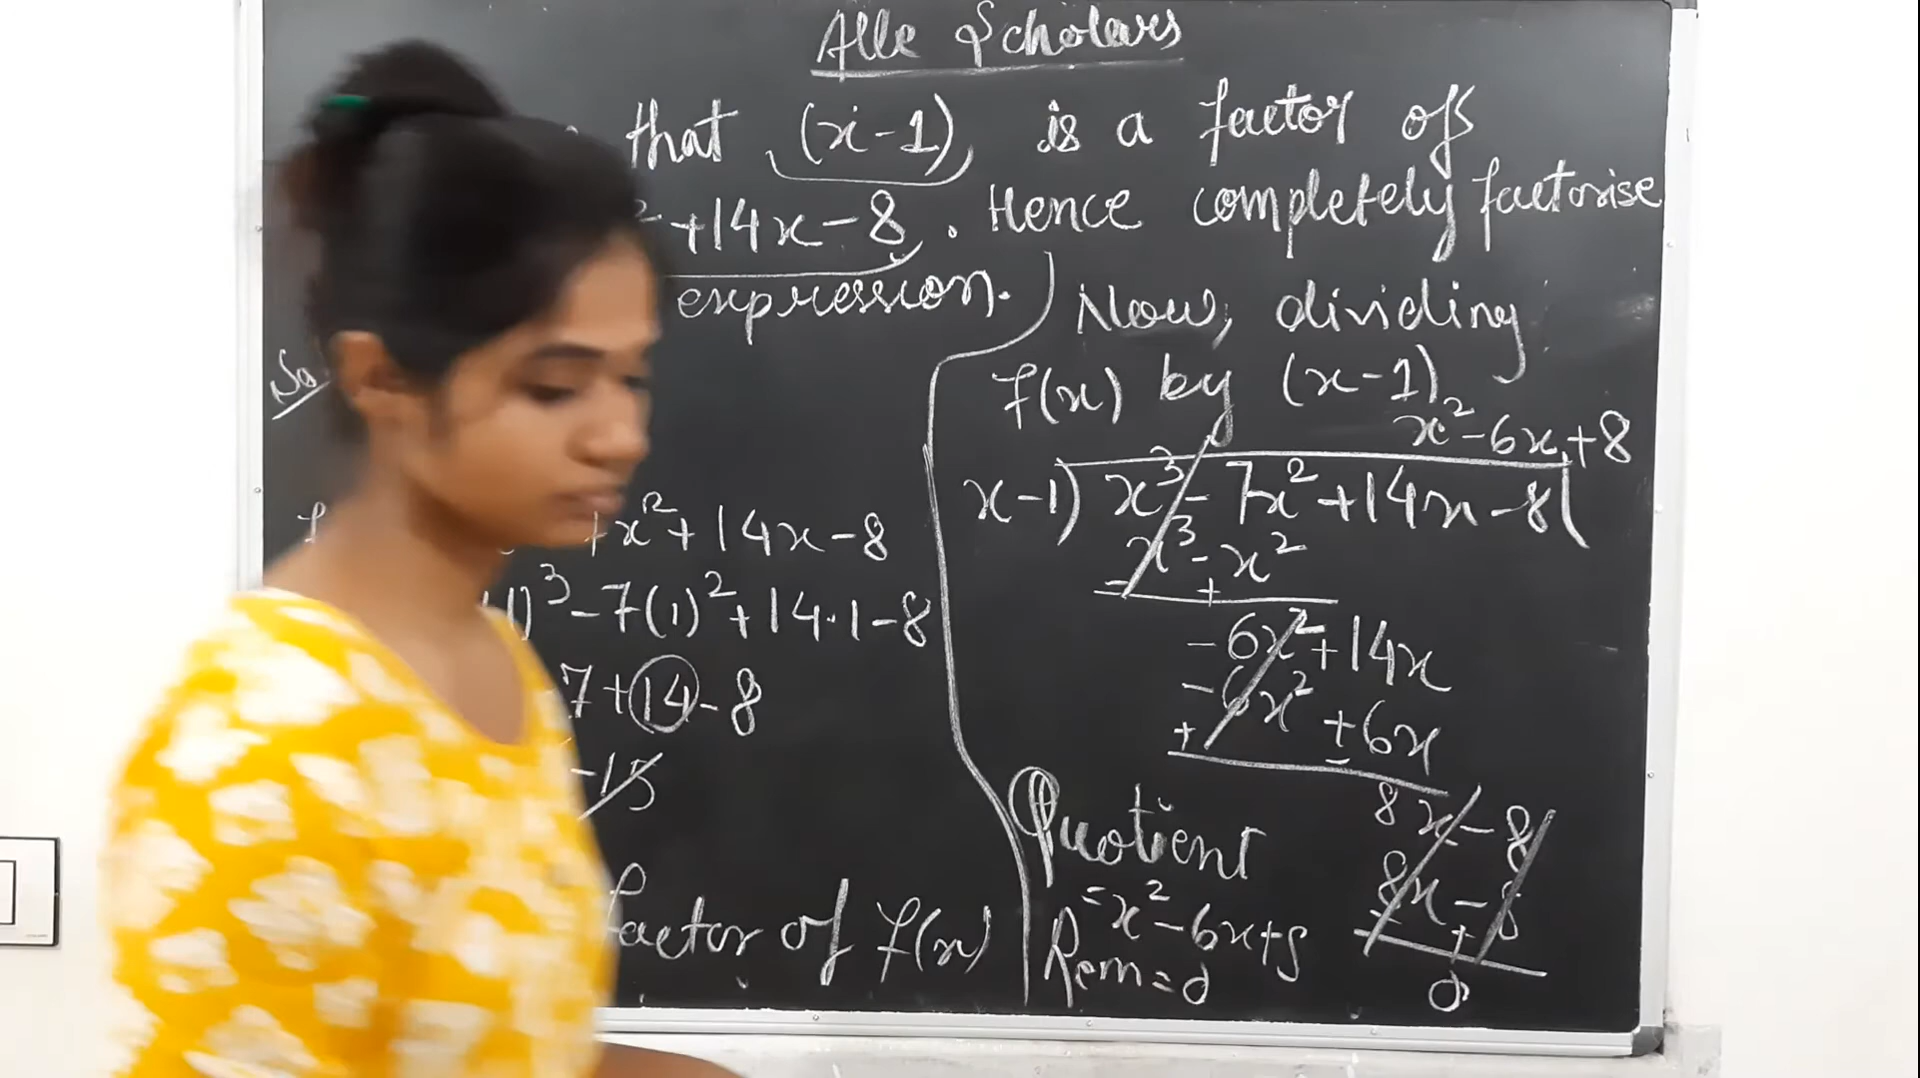 Alle Scholars
that (x-1) is a factor of
² +14x-8. Hence completely factorise
expression.
So
x²+14x-8
)³-7(1)²+14·1-8
7+14-8
-15
factor of f(x)
Now, dividing
f(x) by (x-1)
x²-6x+8
x-1)x³-7x²+14x-8(
x³-x²
- +
-6x²+14x
-6x²+6x
+ -
8x-8
8x-8
- +
0
Quotient
=x²-6x+8
Rem=0